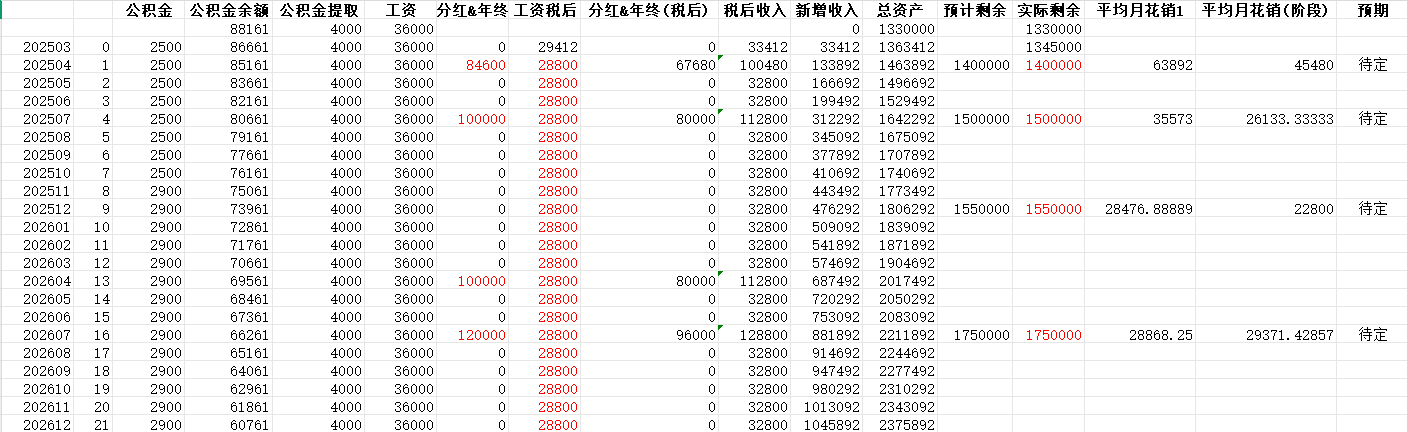 公积金 公积金余额 公积金提取 工资 分红&年终 工资税后 分红&年终(税后) 税后收入 新增收入 总资产 预计剩余 实际剩余 平均月花销1 平均月花销(阶段) 预期
88161 4000 36000 0 1330000 1330000
202503 0 2500 86661 4000 36000 0 29412 0 33412 33412 1363412 1345000
202504 1 2500 85161 4000 36000 84600 28800 67680 100480 133892 1463892 1400000 1400000 63892 45480 待定
202505 2 2500 83661 4000 36000 0 28800 0 32800 166692 1496692
202506 3 2500 82161 4000 36000 0 28800 0 32800 199492 1529492
202507 4 2500 80661 4000 36000 100000 28800 80000 112800 312292 1642292 1500000 1500000 35573 26133.33333 待定
202508 5 2500 79161 4000 36000 0 28800 0 32800 345092 1675092
202509 6 2500 77661 4000 36000 0 28800 0 32800 377892 1707892
202510 7 2500 76161 4000 36000 0 28800 0 32800 410692 1740692
202511 8 2900 75061 4000 36000 0 28800 0 32800 443492 1773492
202512 9 2900 73961 4000 36000 0 28800 0 32800 476292 1806292 1550000 1550000 28476.88889 22800 待定
202601 10 2900 72861 4000 36000 0 28800 0 32800 509092 1839092
202602 11 2900 71761 4000 36000 0 28800 0 32800 541892 1871892
202603 12 2900 70661 4000 36000 0 28800 0 32800 574692 1904692
202604 13 2900 69561 4000 36000 100000 28800 80000 112800 687492 2017492
202605 14 2900 68461 4000 36000 0 28800 0 32800 720292 2050292
202606 15 2900 67361 4000 36000 0 28800 0 32800 753092 2083092
202607 16 2900 66261 4000 36000 120000 28800 96000 128800 881892 2211892 1750000 1750000 28868.25 29371.42857 待定
202608 17 2900 65161 4000 36000 0 28800 0 32800 914692 2244692
202609 18 2900 64061 4000 36000 0 28800 0 32800 947492 2277492
202610 19 2900 62961 4000 36000 0 28800 0 32800 980292 2310292
202611 20 2900 61861 4000 36000 0 28800 0 32800 1013092 2343092
202612 21 2900 60761 4000 36000 0 28800 0 32800 1045892 2375892